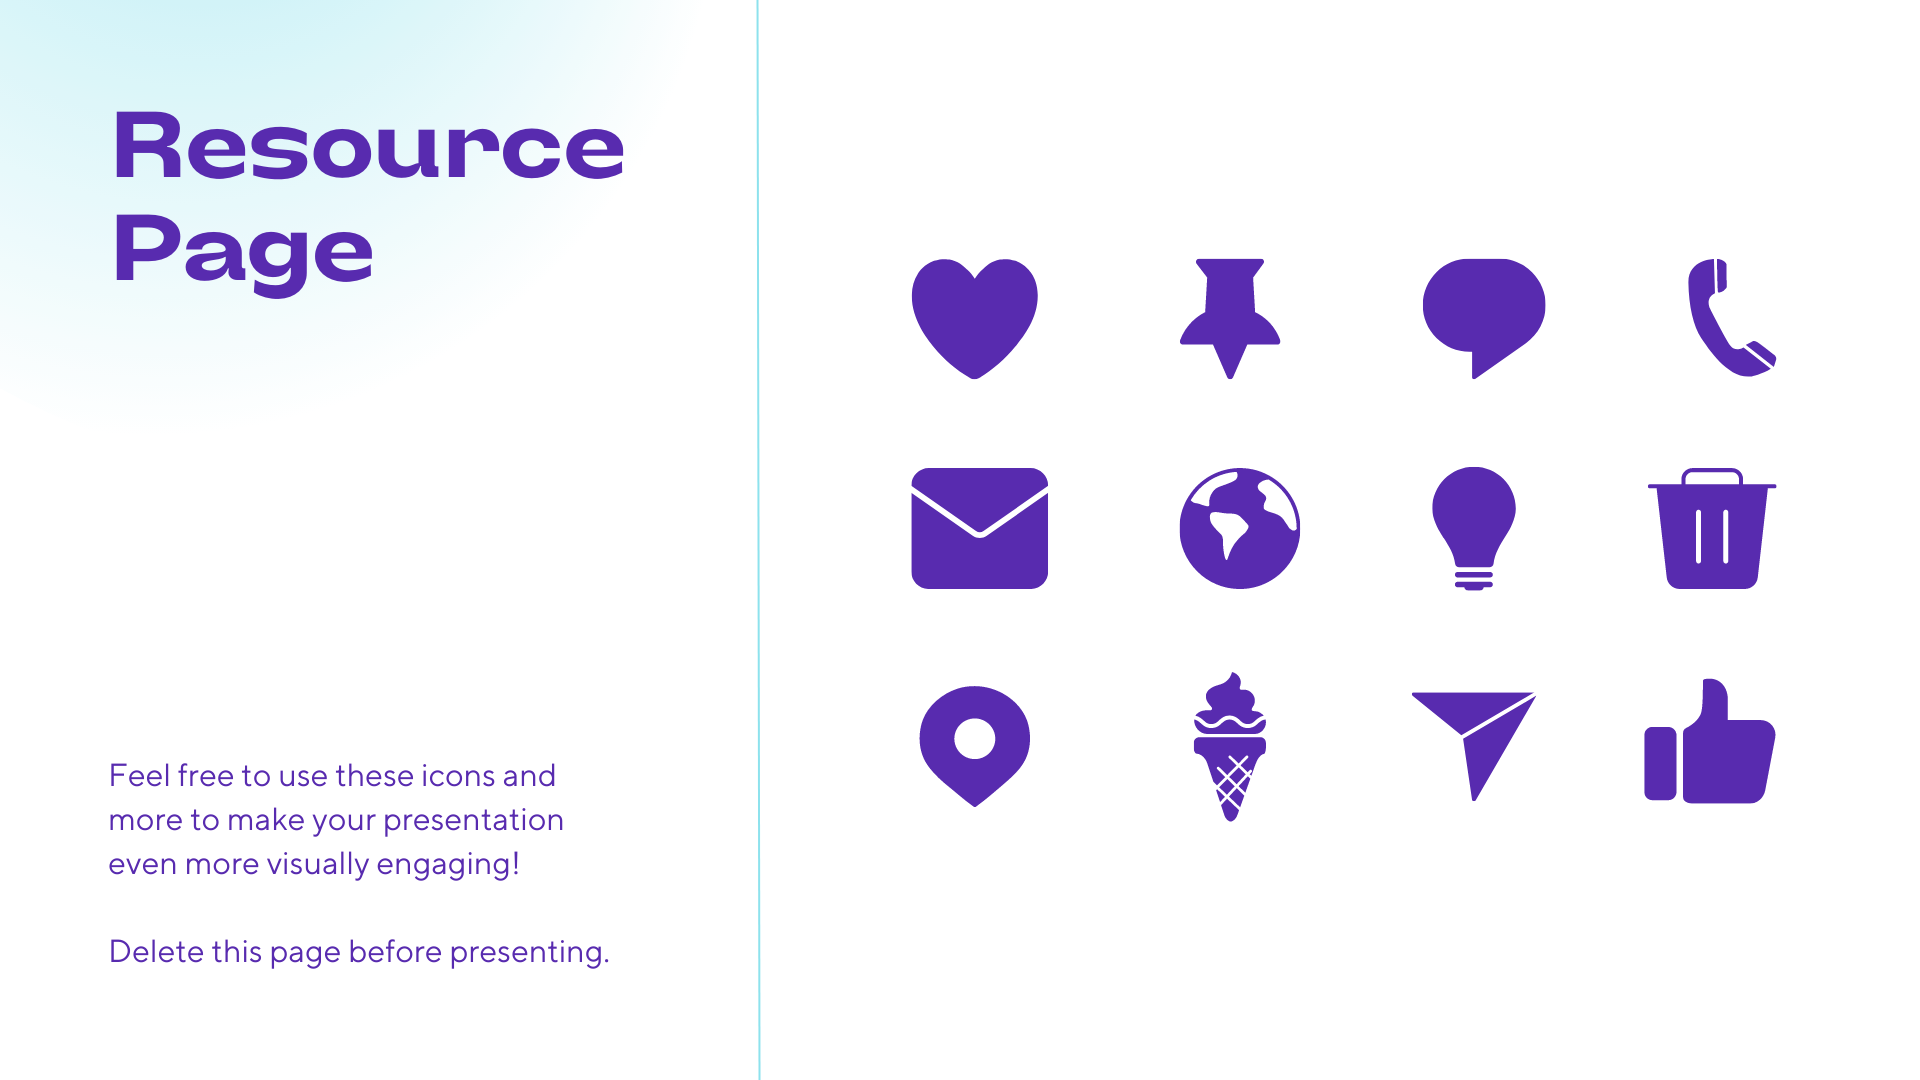 Resource
Page
Feel free to use these icons and
more to make your presentation
even more visually engaging!
Delete this page before presenting.